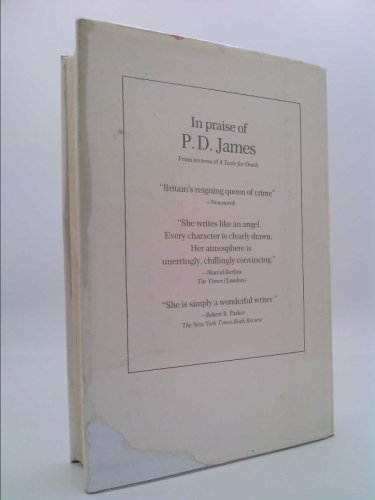 In praise of
P.D. James
From reviews of A Taste for Death
“Britain's reigning queen of crime”
—Newsweek
“She writes like an angel.
Every character is clearly drawn.
Her atmosphere is
unerringly, chillingly convincing.”
—Marcel Berlins
The Times (London)
“She is simply a wonderful writer.”
—Robert B. Parker
The New York Times Book Review